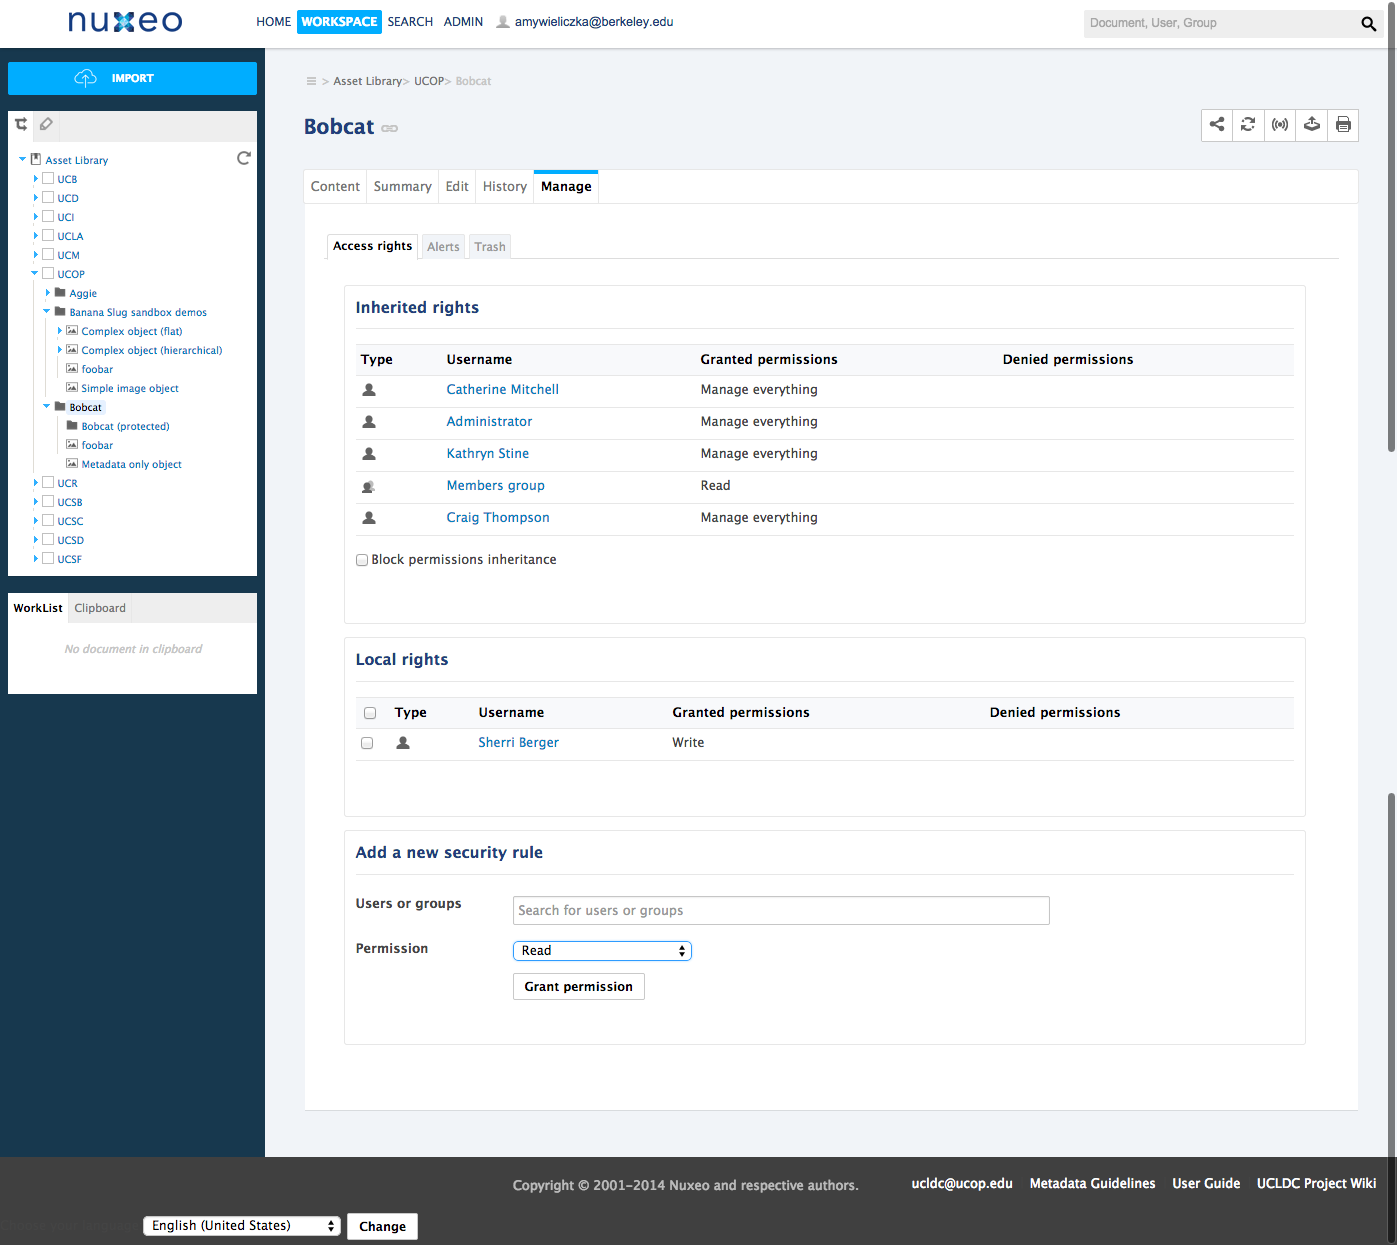 nuxeo
HOME WORKSPACE SEARCH ADMIN amywieliczka@berkeley.edu
Document, User, Group
IMPORT
Asset Library
UCB
UCD
UCI
UCLA
UCM
UCOP
Aggie
Banana Slug sandbox demos
Complex object (flat)
Complex object (hierarchical)
foobar
Simple image object
Bobcat
Bobcat (protected)
foobar
Metadata only object
UCR
UCSB
UCSC
UCSD
UCSF
WorkList Clipboard
No document in clipboard
> Asset Library> UCOP> Bobcat
Bobcat
Content Summary Edit History Manage
Access rights Alerts Trash
Inherited rights
Type Username Granted permissions Denied permissions
Catherine Mitchell Manage everything
Administrator Manage everything
Kathryn Stine Manage everything
Members group Read
Craig Thompson Manage everything
Block permissions inheritance
Local rights
Type Username Granted permissions Denied permissions
Sherri Berger Write
Add a new security rule
Users or groups Search for users or groups
Permission Read
Grant permission
Copyright © 2001-2014 Nuxeo and respective authors.
ucldc@ucop.edu Metadata Guidelines User Guide UCLDC Project Wiki
English (United States) Change